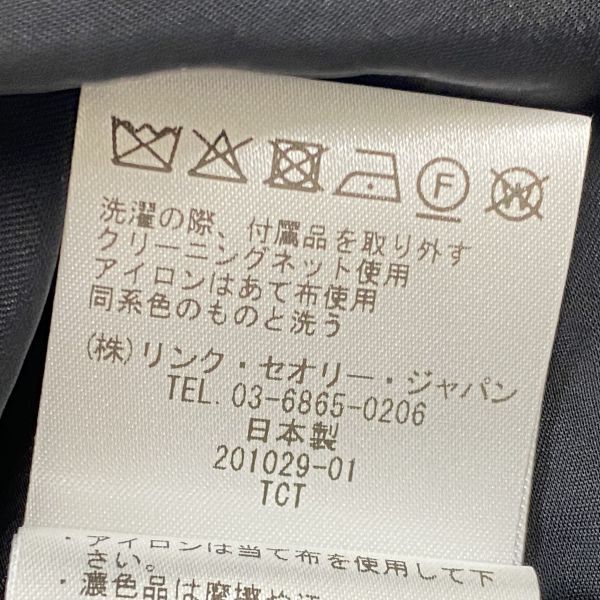 F W
洗濯の際、付属品を取り外す
クリーニングネット使用
アイロンはあて布使用
同系色のものと洗う
(株)リンク・セオリー・ジャパン
TEL.03-6865-0206
日本製
201029-01
TCT
・アイロンは当て布を使用して下
さい。
・濃色品は摩擦や